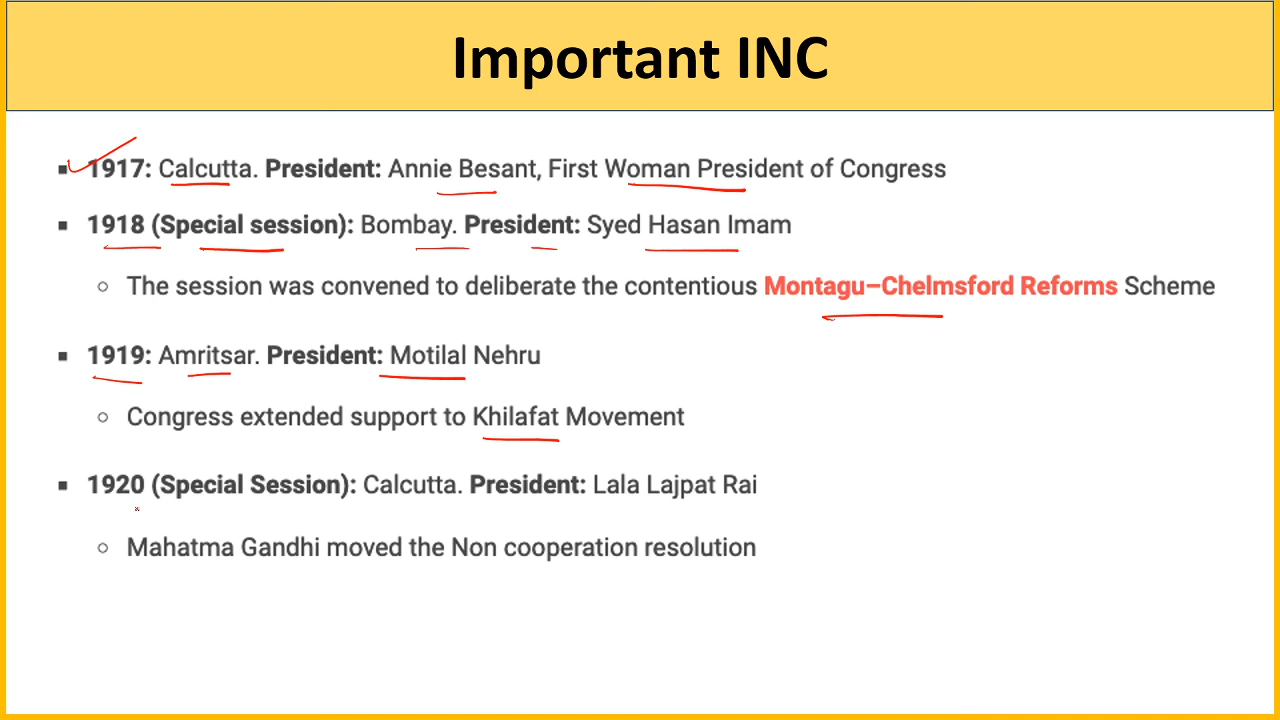 Important INC
▪ 1917: Calcutta. President: Annie Besant, First Woman President of Congress
▪ 1918 (Special session): Bombay. President: Syed Hasan Imam
○ The session was convened to deliberate the contentious Montagu–Chelmsford Reforms Scheme
▪ 1919: Amritsar. President: Motilal Nehru
○ Congress extended support to Khilafat Movement
▪ 1920 (Special Session): Calcutta. President: Lala Lajpat Rai
○ Mahatma Gandhi moved the Non cooperation resolution